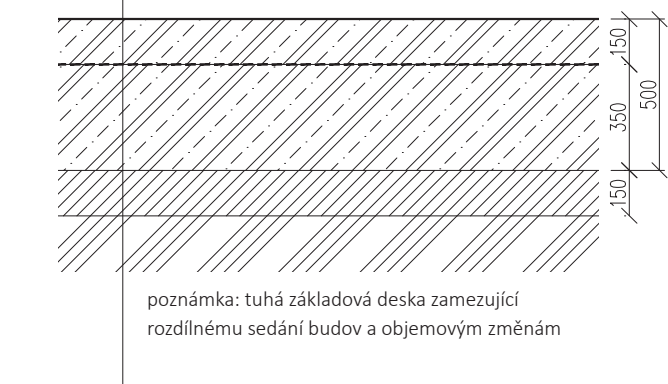 150
500
350
150
poznámka: tuhá základová deska zamezující
rozdílnému sedání budov a objemovým změnám